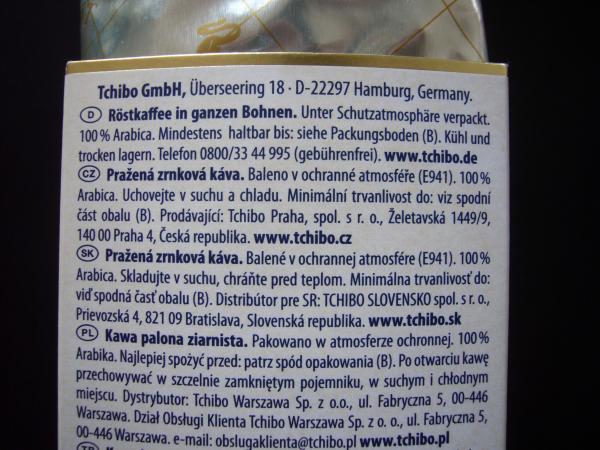 Tchibo GmbH, Überseering 18 · D-22297 Hamburg, Germany.
D Röstkaffee in ganzen Bohnen. Unter Schutzatmosphäre verpackt.
100 % Arabica. Mindestens haltbar bis: siehe Packungsboden (B). Kühl und
trocken lagern. Telefon 0800/33 44 995 (gebührenfrei). www.tchibo.de
CZ Pražená zrnková káva. Baleno v ochranné atmosféře (E941). 100 %
Arabica. Uchovejte v suchu a chladu. Minimální trvanlivost do: viz spodní
část obalu (B). Prodávající: Tchibo Praha, spol. s r. o., Želetavská 1449/9,
140 00 Praha 4, Česká republika. www.tchibo.cz
SK Pražená zrnková káva. Balené v ochrannej atmosfére (E941). 100 %
Arabica. Skladujte v suchu, chráňte pred teplom. Minimálna trvanlivosť do:
viď spodná časť obalu (B). Distribútor pre SR: TCHIBO SLOVENSKO spol. s r. o.,
Prievozská 4, 821 09 Bratislava, Slovenská republika. www.tchibo.sk
PL Kawa palona ziarnista. Pakowano w atmosferze ochronnej. 100 %
Arabika. Najlepiej spożyć przed: patrz spód opakowania (B). Po otwarciu kawę
przechowywać w szczelnie zamkniętym pojemniku, w suchym i chłodnym
miejscu. Dystrybutor: Tchibo Warszawa Sp. z o.o., ul. Fabryczna 5, 00-446
Warszawa. Dział Obsługi Klienta Tchibo Warszawa Sp. z o. o., ul. Fabryczna 5,
00-446 Warszawa. e-mail: obslugaklienta@tchibo.pl www.tchibo.pl